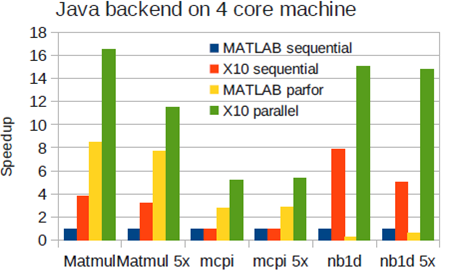 Java backend on 4 core machine
Speedup
18
16
14
12
10
8
6
4
2
0
MATLAB sequential
X10 sequential
MATLAB parfor
X10 parallel
Matmul Matmul 5x mcpi mcpi 5x nb1d nb1d 5x